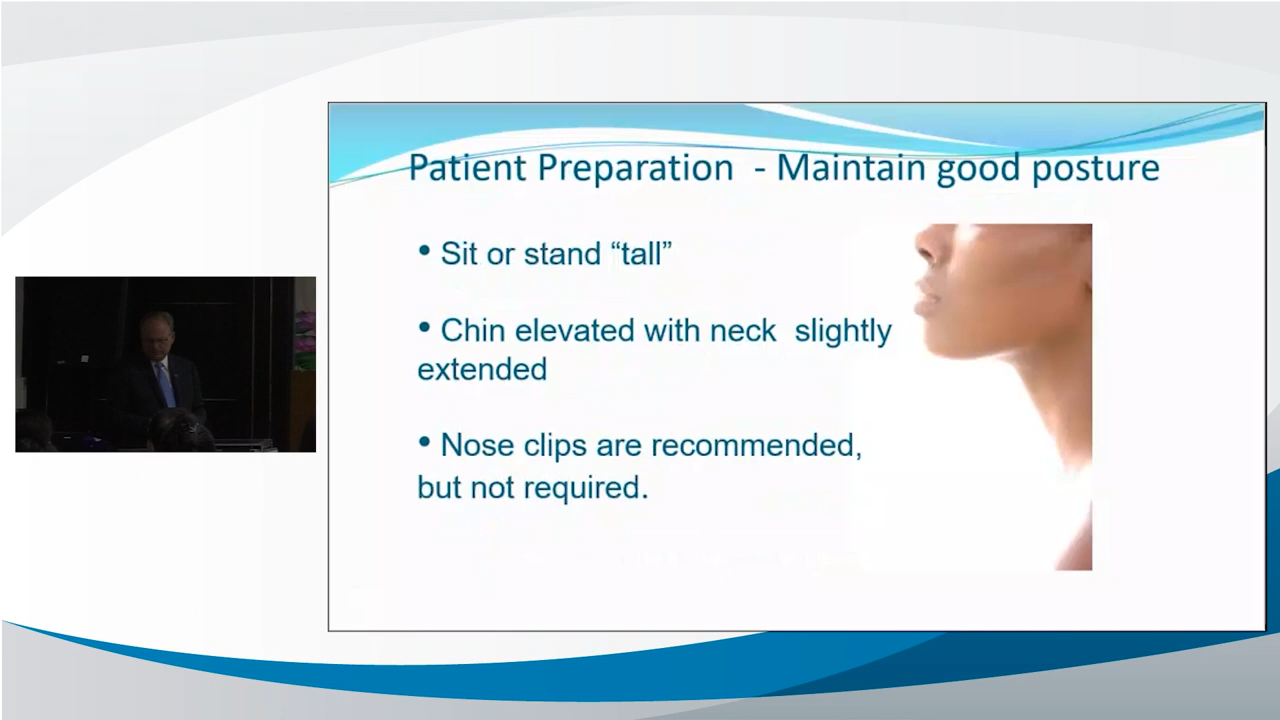 Patient Preparation - Maintain good posture
• Sit or stand “tall”
• Chin elevated with neck slightly
extended
• Nose clips are recommended,
but not required.